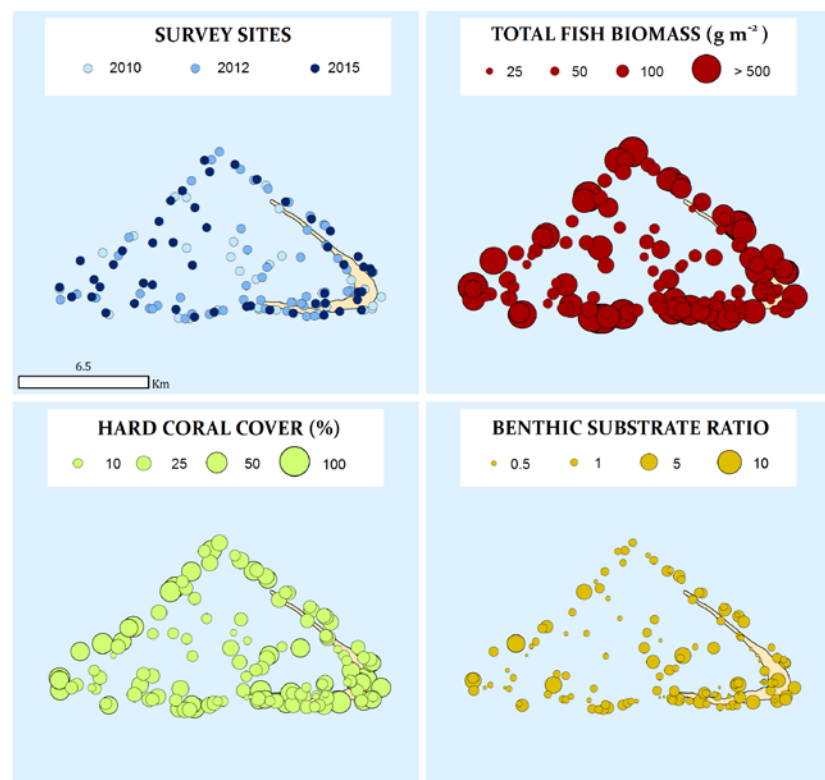 SURVEY SITES
2010 2012 2015
6.5
Km
TOTAL FISH BIOMASS (g m⁻²)
25 50 100 > 500
HARD CORAL COVER (%)
10 25 50 100
BENTHIC SUBSTRATE RATIO
0.5 1 5 10